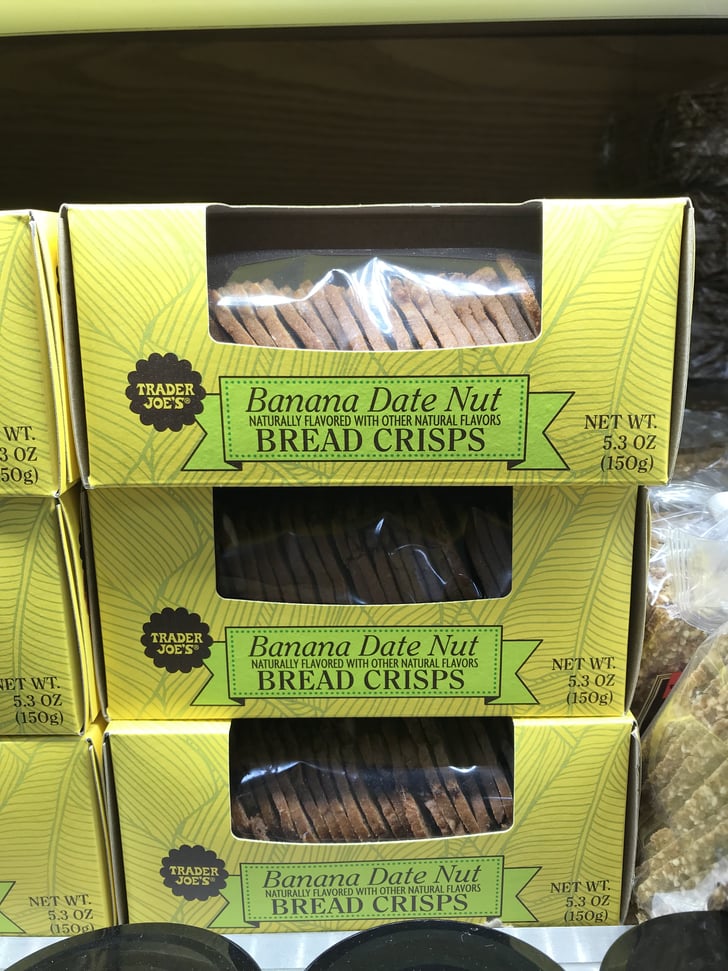 TRADER
JOE'S®
Banana Date Nut
NATURALLY FLAVORED WITH OTHER NATURAL FLAVORS
BREAD CRISPS
NET WT.
5.3 OZ
(150g)
WT.
3 OZ
50g)
TRADER
JOE'S®
Banana Date Nut
NATURALLY FLAVORED WITH OTHER NATURAL FLAVORS
BREAD CRISPS
NET WT.
5.3 OZ
(150g)
NET WT.
5.3 OZ
(150g)
TRADER
JOE'S®
Banana Date Nut
NATURALLY FLAVORED WITH OTHER NATURAL FLAVORS
BREAD CRISPS
NET WT.
5.3 OZ
(150g)
NET WT.
5.3 OZ
(150g)